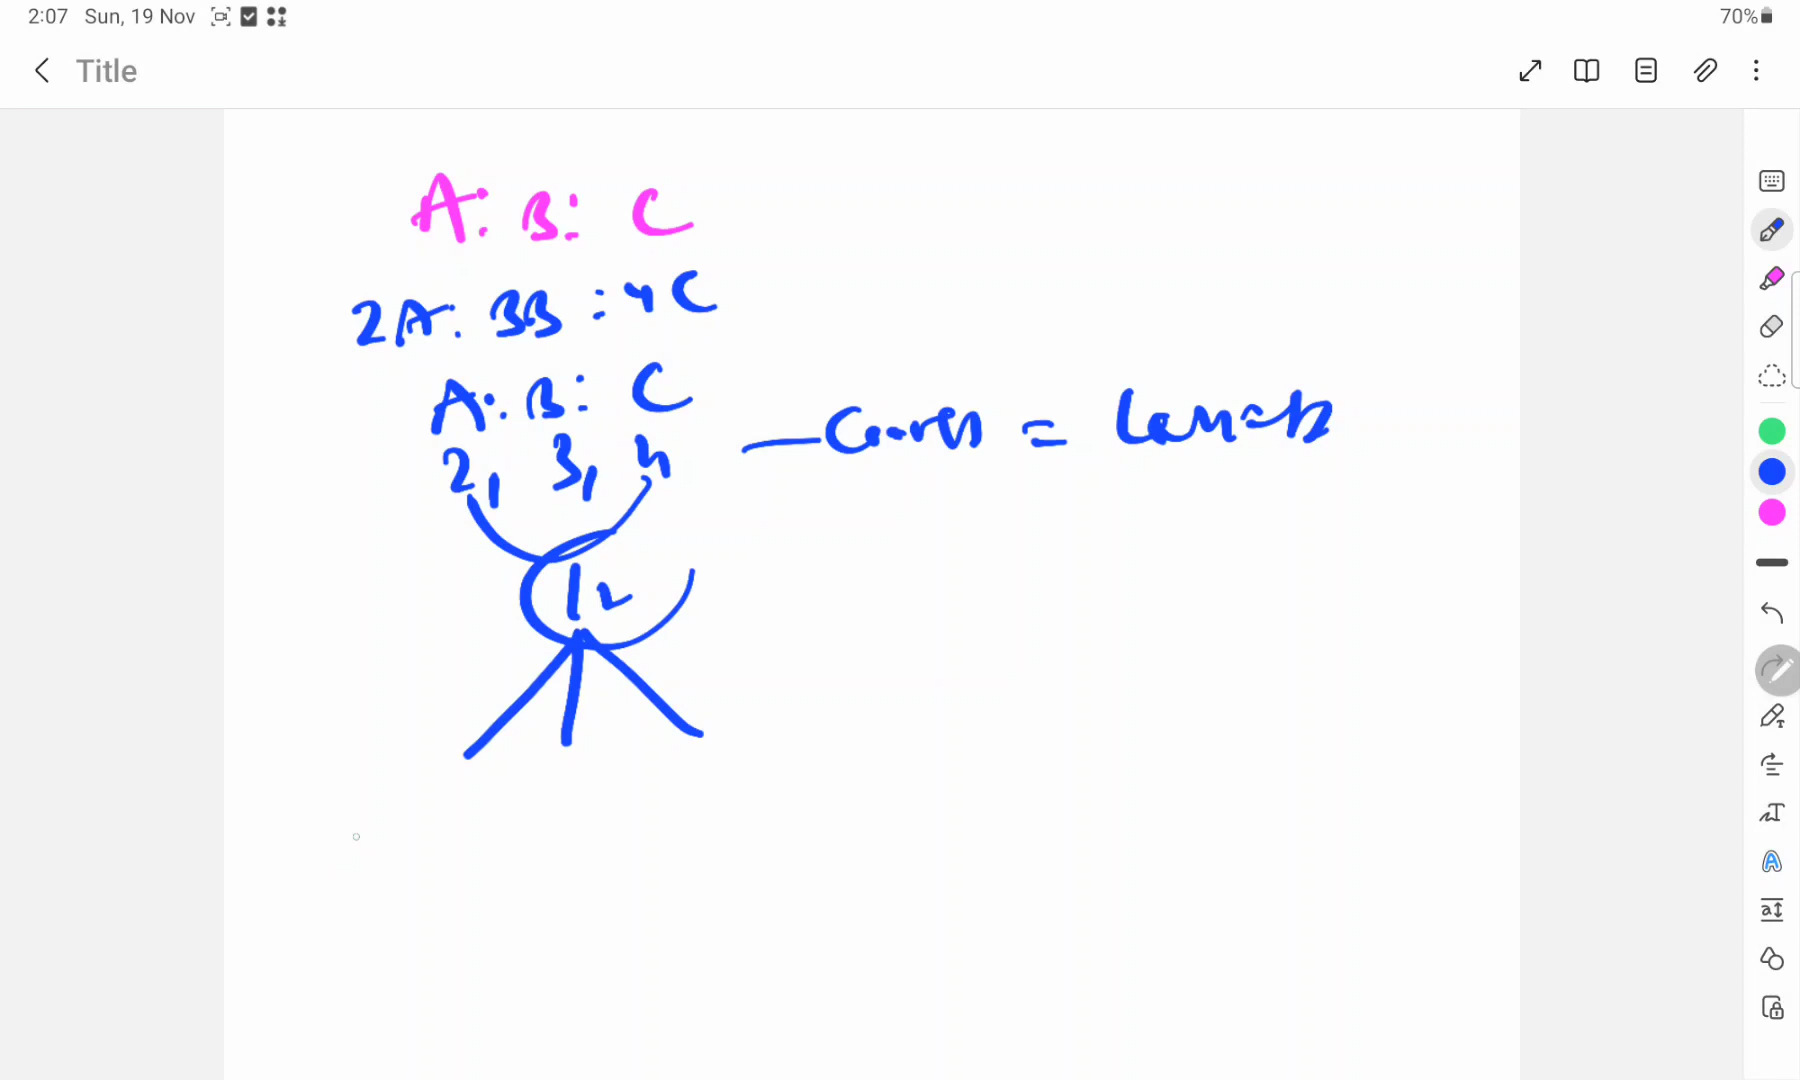 2:07 Sun, 19 Nov
70%
Title
A: B: C
2A: 3B : 4C
A: B: C
2, 3, 4
=
12